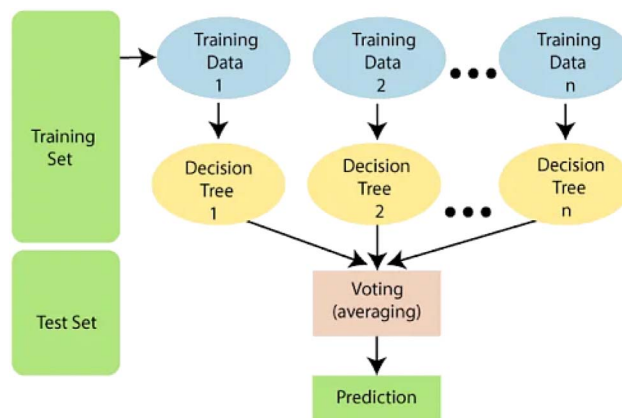 Training
Set
Test Set
Training
Data
1
Training
Data
2
Training
Data
n
Decision
Tree
1
Decision
Tree
2
Decision
Tree
n
Voting
(averaging)
Prediction